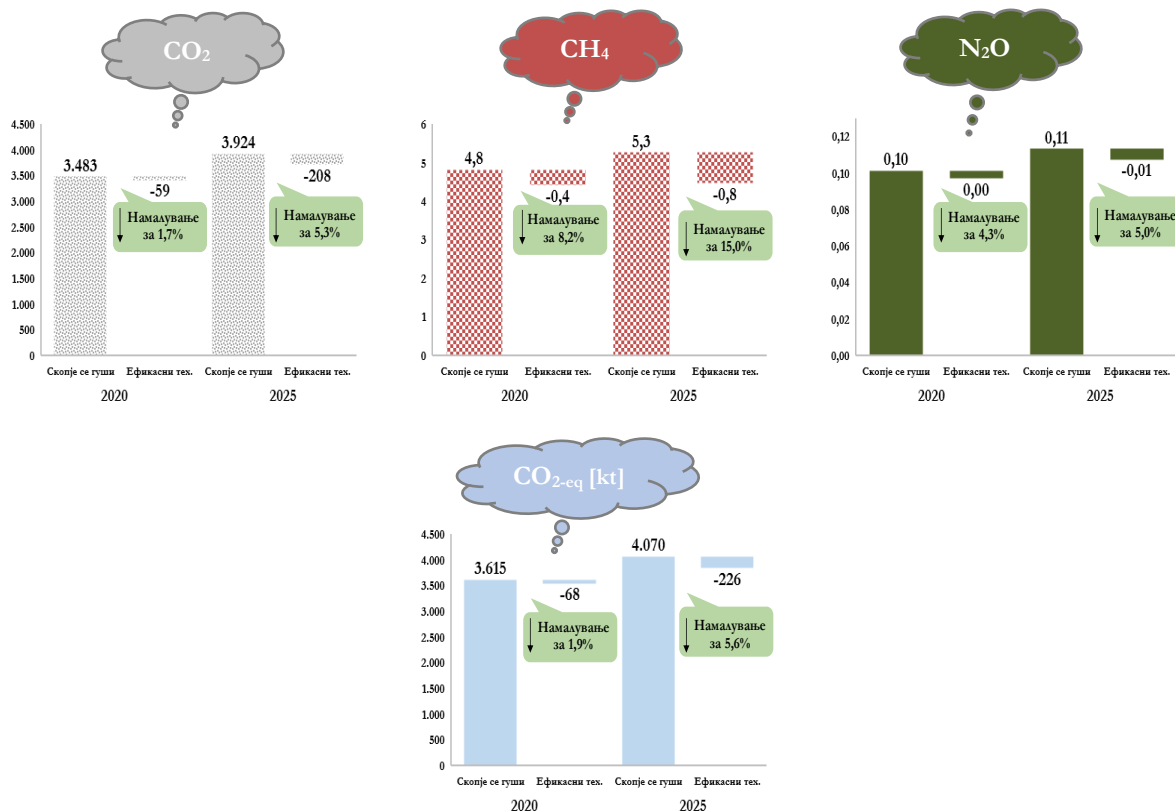 CO₂
4.500
4.000
3.500
3.000
2.500
2.000
1.500
1.000
500
0
3.483
-59
3.924
-208
Намалување
за 1,7%
Намалување
за 5,3%
Скопје се гуши
Ефикасни тех.
Скопје се гуши
Ефикасни тех.
2020
2025
CH₄
6
5
4
3
2
1
0
4,8
-0,4
5,3
-0,8
Намалување
за 8,2%
Намалување
за 15,0%
Скопје се гуши
Ефикасни тех.
Скопје се гуши
Ефикасни тех.
2020
2025
N₂O
0,12
0,10
0,08
0,06
0,04
0,02
0,00
0,10
0,00
0,11
-0,01
Намалување
за 4,3%
Намалување
за 5,0%
Скопје се гуши
Ефикасни тех.
Скопје се гуши
Ефикасни тех.
2020
2025
CO₂₋eq [kt]
4.500
4.000
3.500
3.000
2.500
2.000
1.500
1.000
500
0
3.615
-68
4.070
-226
Намалување
за 1,9%
Намалување
за 5,6%
Скопје се гуши
Ефикасни тех.
Скопје се гуши
Ефикасни тех.
2020
2025